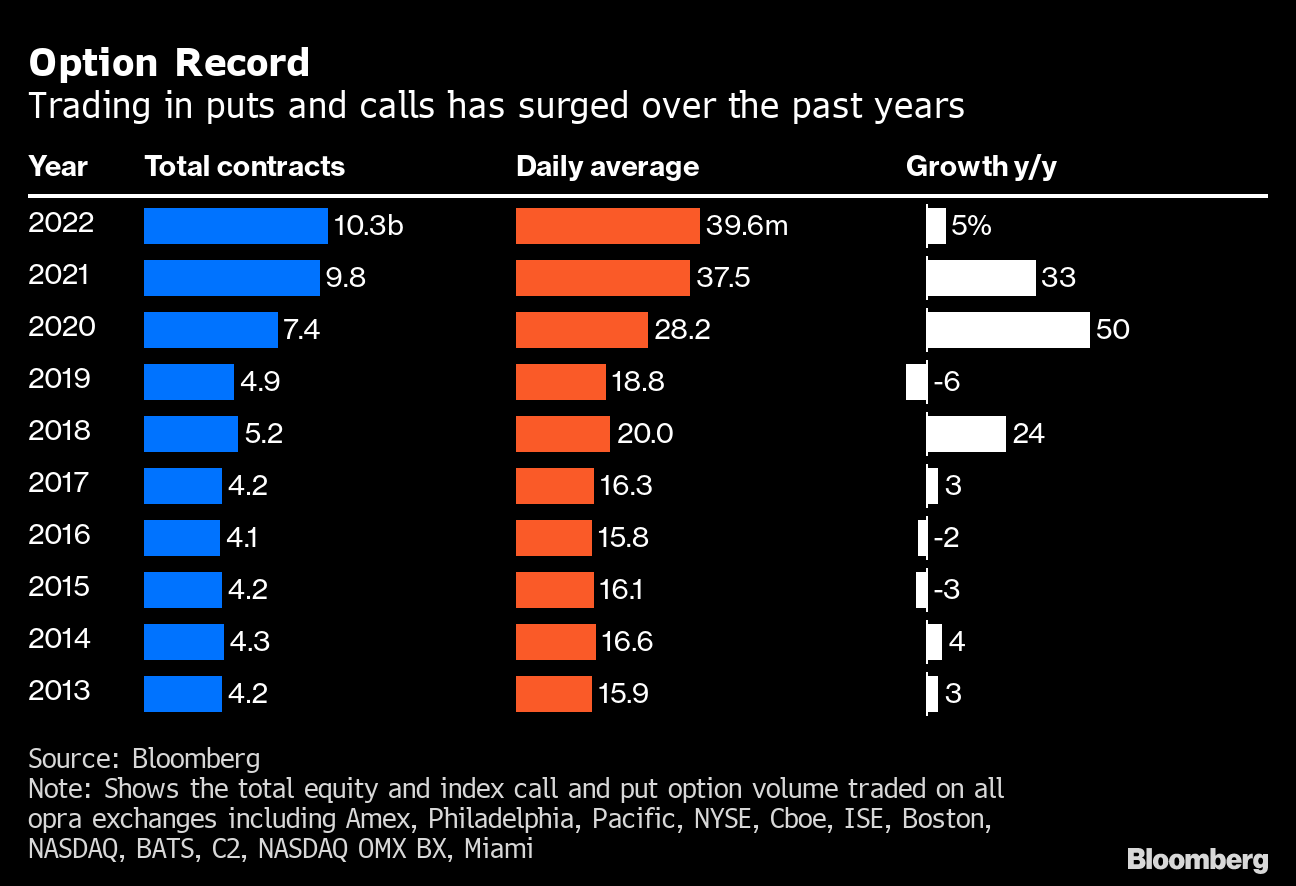 Option Record
Trading in puts and calls has surged over the past years
Year Total contracts Daily average Growth y/y
2022 10.3b 39.6m 5%
2021 9.8 37.5 33
2020 7.4 28.2 50
2019 4.9 18.8 -6
2018 5.2 20.0 24
2017 4.2 16.3 3
2016 4.1 15.8 -2
2015 4.2 16.1 -3
2014 4.3 16.6 4
2013 4.2 15.9 3
Source: Bloomberg
Note: Shows the total equity and index call and put option volume traded on all
opra exchanges including Amex, Philadelphia, Pacific, NYSE, Cboe, ISE, Boston,
NASDAQ, BATS, C2, NASDAQ OMX BX, Miami
Bloomberg